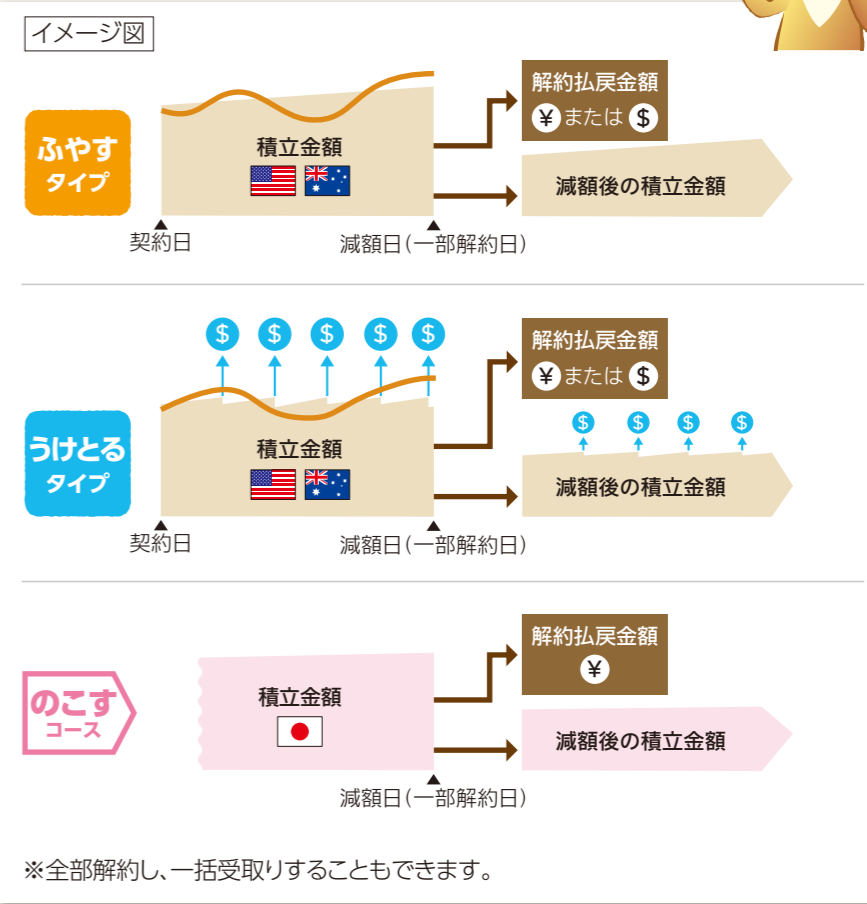 イメージ図
ふやす
タイプ
積立金額
解約払戻金額
¥または$
減額後の積立金額
契約日
減額日(一部解約日)
$ $ $ $ $
うけとる
タイプ
積立金額
解約払戻金額
¥または$
$ $ $ $
減額後の積立金額
契約日
減額日(一部解約日)
のこす
コース
積立金額
解約払戻金額
¥
減額後の積立金額
減額日(一部解約日)
※全部解約し、一括受取りすることもできます。